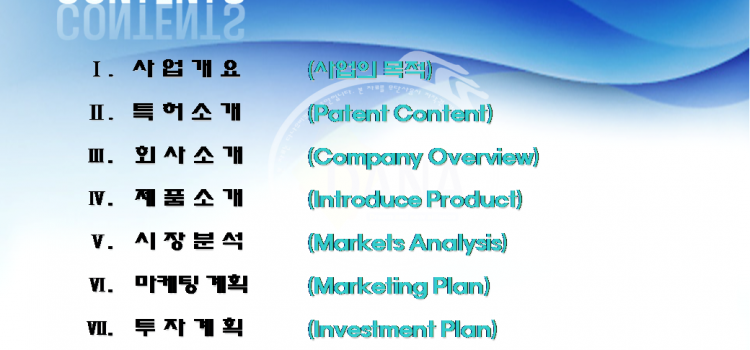 CONTENTS
Ⅰ. 사업개요 (사업의 목적)
Ⅱ. 특허소개 (Patent Content)
Ⅲ. 회사소개 (Company Overview)
Ⅳ. 제품소개 (Introduce Product)
Ⅴ. 시장분석 (Markets Analysis)
Ⅵ. 마케팅계획 (Marketing Plan)
Ⅶ. 투자계획 (Investment Plan)